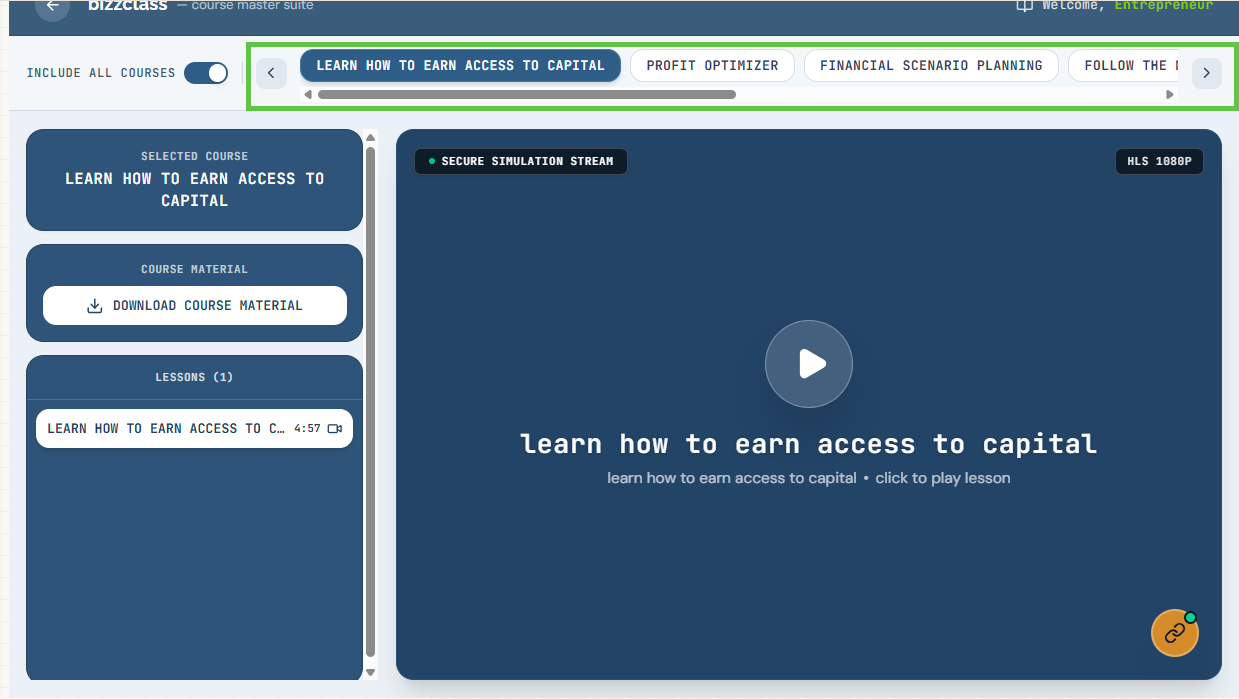 bizzclass — course master suite
Welcome, Entrepreneur
INCLUDE ALL COURSES
LEARN HOW TO EARN ACCESS TO CAPITAL
PROFIT OPTIMIZER
FINANCIAL SCENARIO PLANNING
FOLLOW THE
SELECTED COURSE
LEARN HOW TO EARN ACCESS TO
CAPITAL
COURSE MATERIAL
DOWNLOAD COURSE MATERIAL
LESSONS (1)
LEARN HOW TO EARN ACCESS TO C… 4:57
SECURE SIMULATION STREAM
HLS 1080P
learn how to earn access to capital
learn how to earn access to capital • click to play lesson